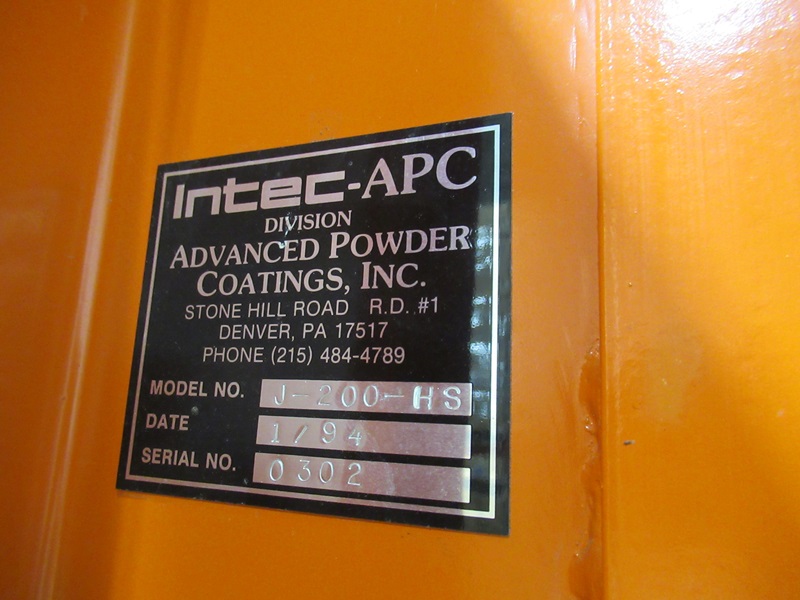 Intec-APC
DIVISION
ADVANCED POWDER
COATINGS, INC.
STONE HILL ROAD R.D. #1
DENVER, PA 17517
PHONE (215) 484-4789
MODEL NO. J-200-HS
DATE 1/94
SERIAL NO. 0302